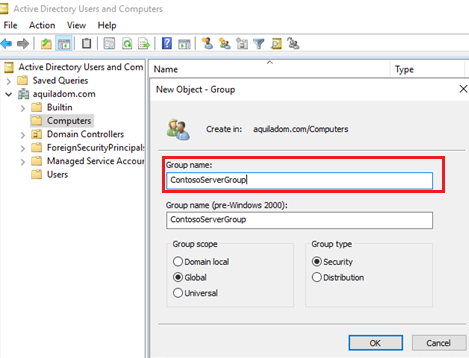 Active Directory Users and Computers
File Action View Help
Active Directory Users and Com
Saved Queries
aquiladom.com
Builtin
Computers
Domain Controllers
ForeignSecurityPrincipals
Managed Service Accoun
Users
Name Type
New Object - Group
Create in: aquiladom.com/Computers
Group name:
ContosoServerGroup
Group name (pre-Windows 2000):
ContosoServerGroup
Group scope
Domain local
Global
Universal
Group type
Security
Distribution
OK Cancel